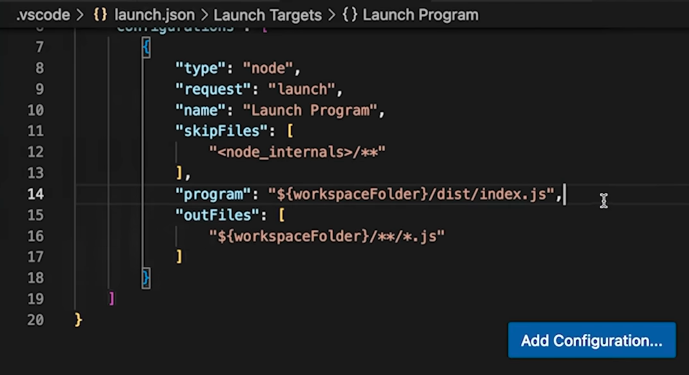 .vscode > {} launch.json > Launch Targets > {} Launch Program
configurations": [
7 {
8 "type": "node",
9 "request": "launch",
10 "name": "Launch Program",
11 "skipFiles": [
12 "<node_internals>/**"
13 ],
14 "program": "${workspaceFolder}/dist/index.js",
15 "outFiles": [
16 "${workspaceFolder}/**/*.js"
17 ]
18 }
19 ]
20 }
Add Configuration...